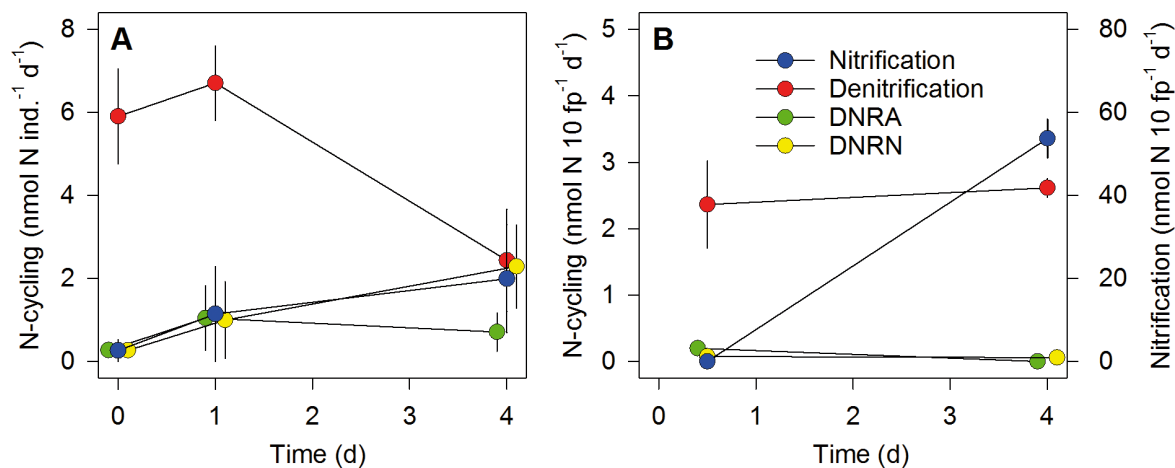 A
N-cycling (nmol N ind.⁻¹ d⁻¹)
8
6
4
2
0
0 1 2 3 4
Time (d)
B
N-cycling (nmol N 10 fp⁻¹ d⁻¹)
5
4
3
2
1
0
Nitrification
Denitrification
DNRA
DNRN
0 1 2 3 4
Time (d)
80
60
40
20
0
Nitrification (nmol N 10 fp⁻¹ d⁻¹)